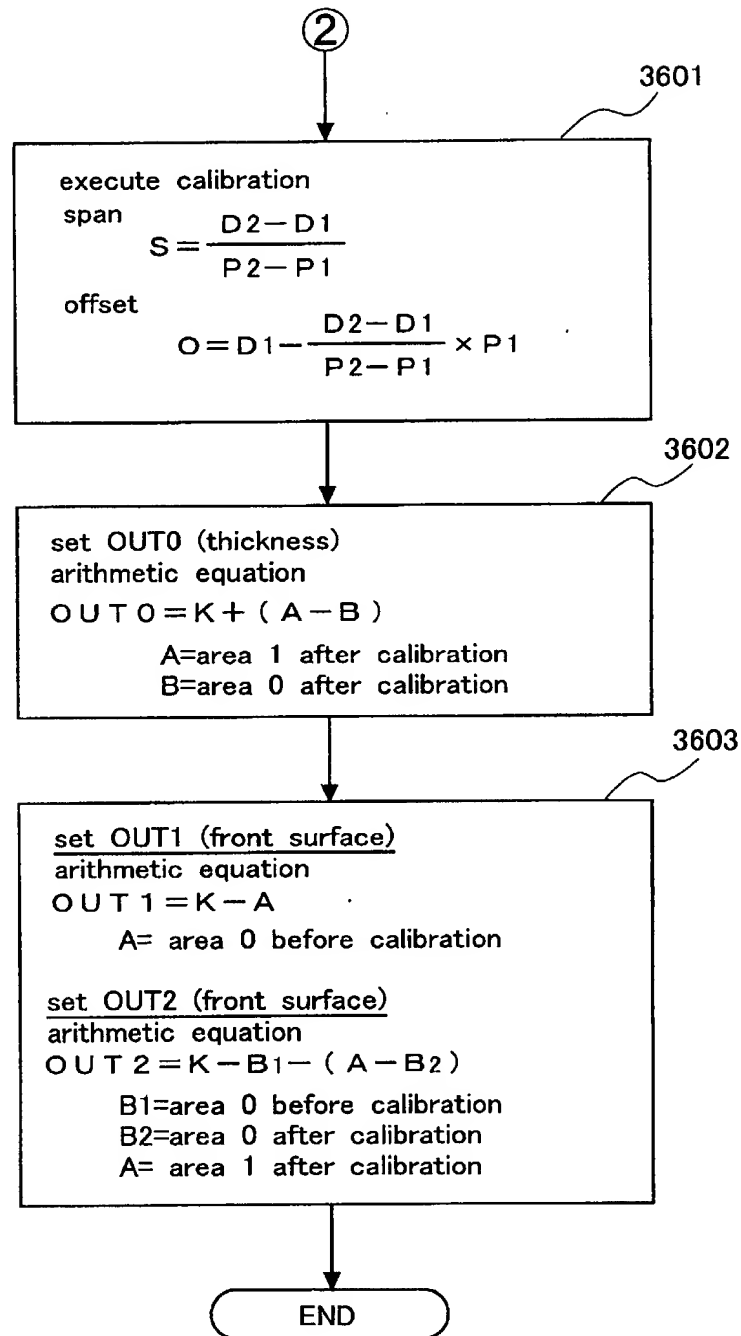 ②
3601
execute calibration
span
S = D2−D1 / P2−P1
offset
O = D1 − D2−D1 / P2−P1 × P1
3602
set OUT0 (thickness)
arithmetic equation
OUT0=K+(A−B)
A=area 1 after calibration
B=area 0 after calibration
3603
set OUT1 (front surface)
arithmetic equation
OUT1=K−A
A= area 0 before calibration
set OUT2 (front surface)
arithmetic equation
OUT2=K−B1−(A−B2)
B1=area 0 before calibration
B2=area 0 after calibration
A= area 1 after calibration
END